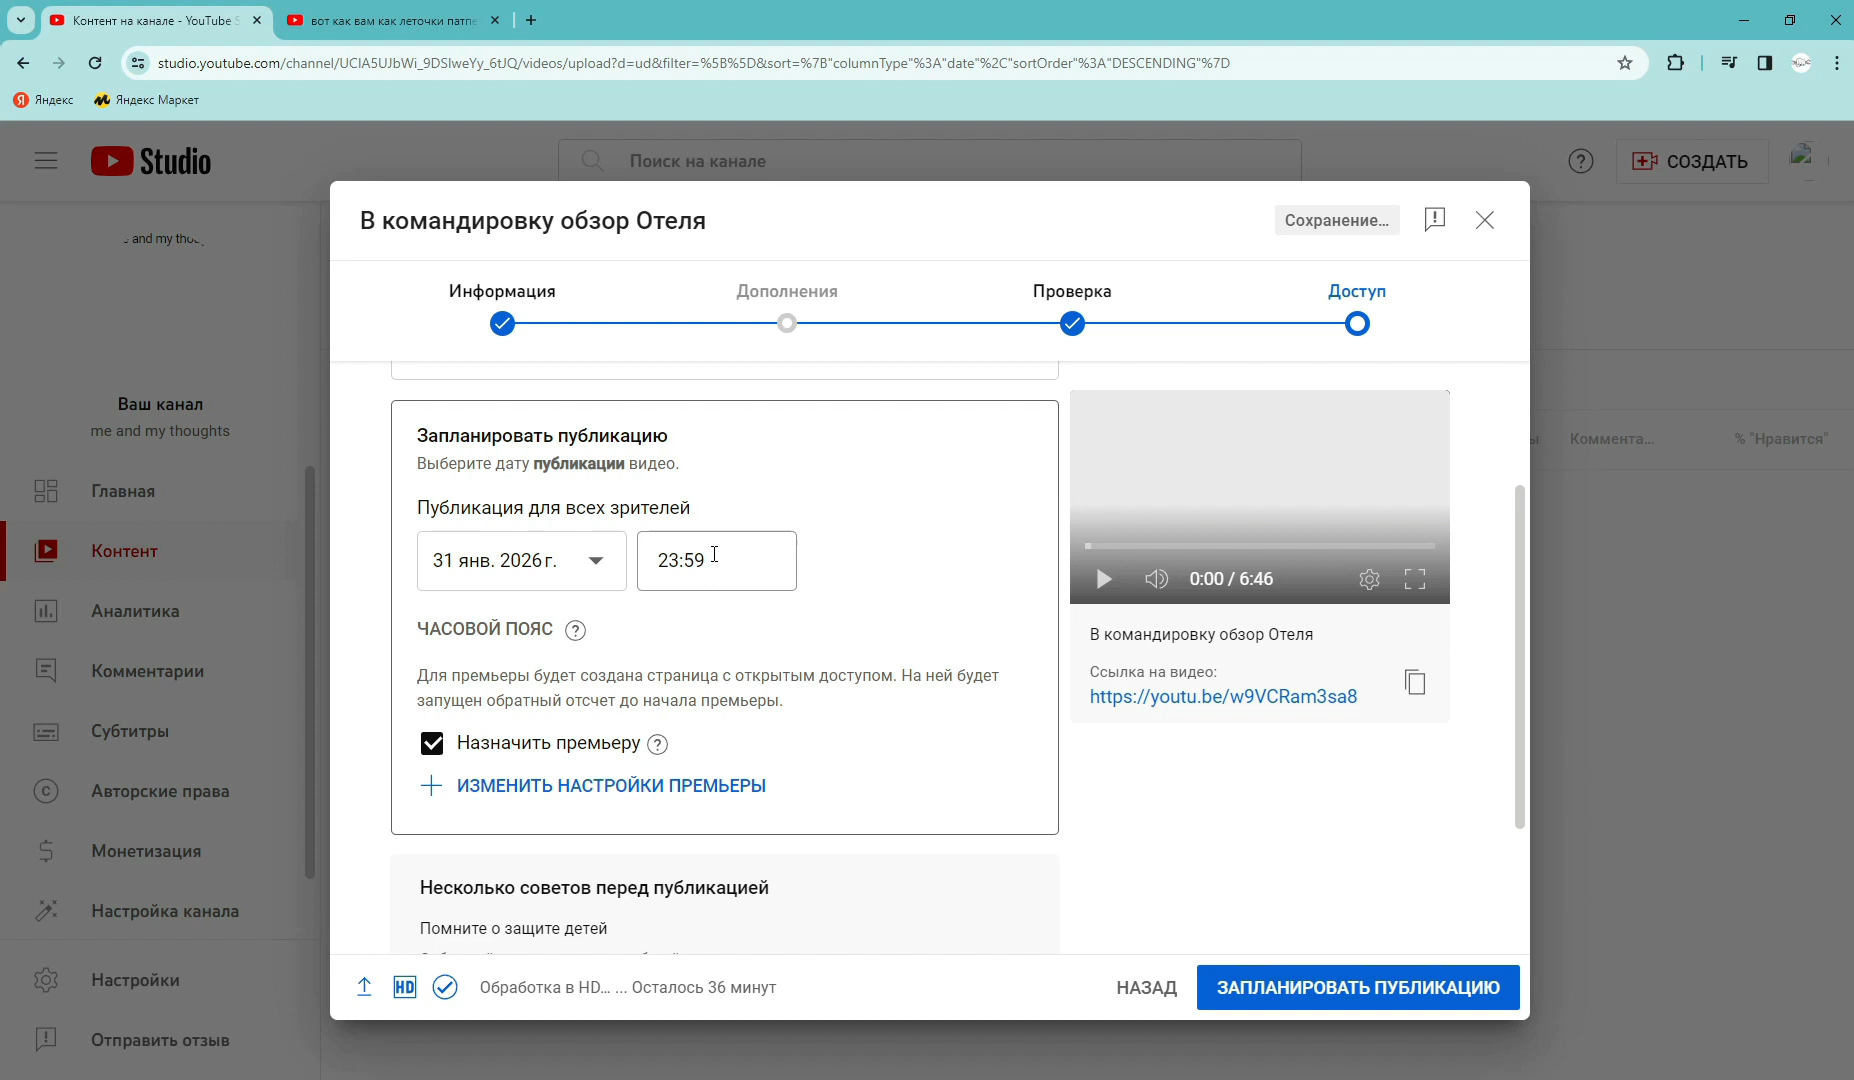 Контент на канале - YouTube S
вот как вам как леточки патпе
studio.youtube.com/channel/UCIA5UJbWi_9DSIweYy_6tJQ/videos/upload?d=ud&filter=%5B%5D&sort=%7B"columnType"%3A"date"%2C"sortOrder"%3A"DESCENDING"%7D
Яндекс
Яндекс Маркет
Studio
Поиск на канале
СОЗДАТЬ
and my thou
Ваш канал
me and my thoughts
Главная
Контент
Аналитика
Комментарии
Субтитры
Авторские права
Монетизация
Настройка канала
Настройки
Отправить отзыв
Коммента...
% "Нравится"
В командировку обзор Отеля
Сохранение...
Информация
Дополнения
Проверка
Доступ
Запланировать публикацию
Выберите дату публикации видео.
Публикация для всех зрителей
31 янв. 2026 г.
23:59
ЧАСОВОЙ ПОЯС
Для премьеры будет создана страница с открытым доступом. На ней будет
запущен обратный отсчет до начала премьеры.
Назначить премьеру
ИЗМЕНИТЬ НАСТРОЙКИ ПРЕМЬЕРЫ
Несколько советов перед публикацией
Помните о защите детей
0:00 / 6:46
В командировку обзор Отеля
Ссылка на видео:
https://youtu.be/w9VCRam3sa8
HD
Обработка в HD... ... Осталось 36 минут
НАЗАД
ЗАПЛАНИРОВАТЬ ПУБЛИКАЦИЮ